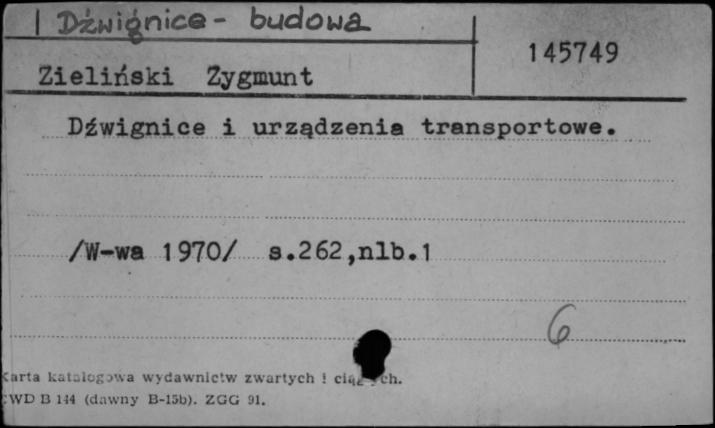 Dźwignice - budowa
145749
Zieliński Zygmunt
Dźwignice i urządzenia transportowe.
/W-wa 1970/ s.262,nlb.1
6
Karta katalogowa wydawnictw zwartych i
WD B 144 (dawny B-15b). ZGG 91.